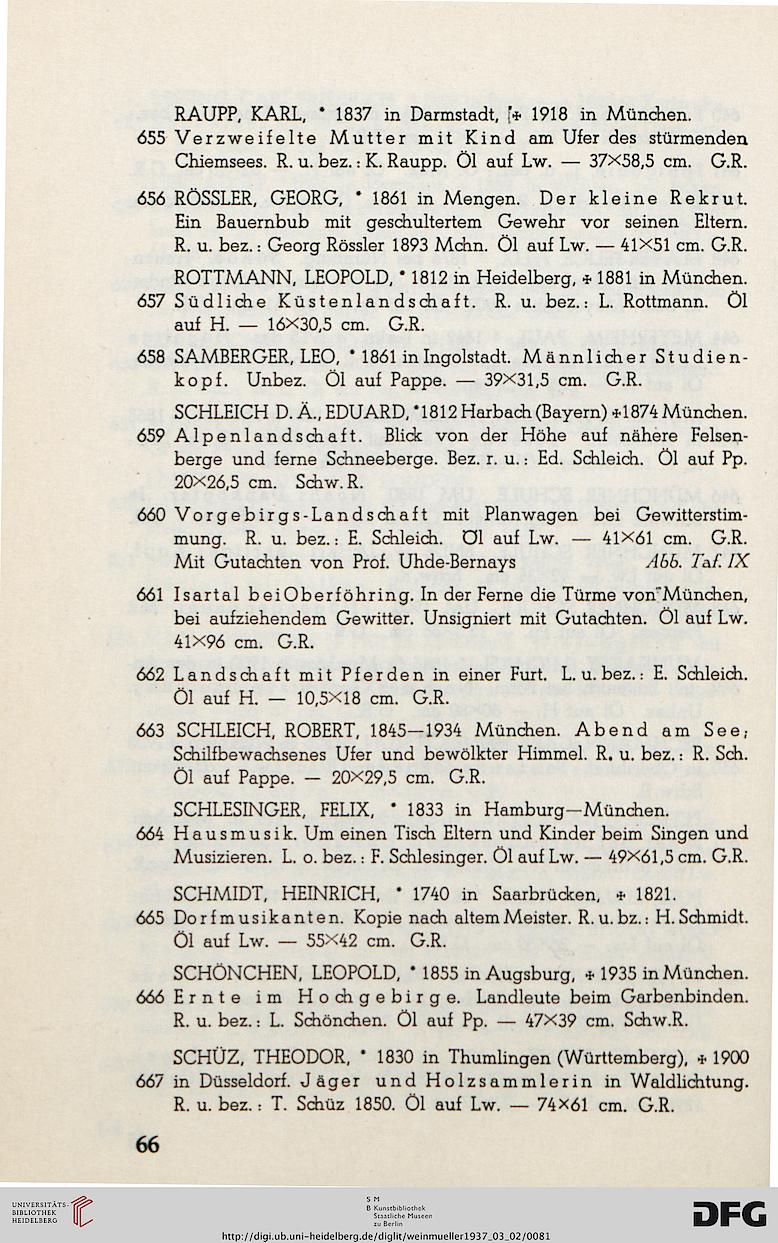 RAUPP, KARL, * 1837 in Darmstadt, [✠ 1918 in München.
655 Verzweifelte Mutter mit Kind am Ufer des stürmenden
Chiemsees. R. u. bez.: K. Raupp. Öl auf Lw. — 37×58,5 cm. G.R.
656 RÖSSLER, GEORG, * 1861 in Mengen. Der kleine Rekrut.
Ein Bauernbub mit geschultertem Gewehr vor seinen Eltern.
R. u. bez.: Georg Rössler 1893 Mchn. Öl auf Lw. — 41×51 cm. G.R.
ROTTMANN, LEOPOLD, * 1812 in Heidelberg, ✠ 1881 in München.
657 Südliche Küstenlandschaft. R. u. bez.: L. Rottmann. Öl
auf H. — 16×30,5 cm. G.R.
658 SAMBERGER, LEO, * 1861 in Ingolstadt. Männlicher Studien-
kopf. Unbez. Öl auf Pappe. — 39×31,5 cm. G.R.
SCHLEICH D. Ä., EDUARD, *1812 Harbach (Bayern) ✠1874 München.
659 Alpenlandschaft. Blick von der Höhe auf nähere Felsen-
berge und ferne Schneeberge. Bez. r. u.: Ed. Schleich. Öl auf Pp.
20×26,5 cm. Schw. R.
660 Vorgebirgs-Landschaft mit Planwagen bei Gewitterstim-
mung. R. u. bez.: E. Schleich. Öl auf Lw. — 41×61 cm. G.R.
Mit Gutachten von Prof. Uhde-Bernays Abb. Taf. IX
661 Isartal bei Oberföhring. In der Ferne die Türme von München,
bei aufziehendem Gewitter. Unsigniert mit Gutachten. Öl auf Lw.
41×96 cm. G.R.
662 Landschaft mit Pferden in einer Furt. L. u. bez.: E. Schleich.
Öl auf H. — 10,5×18 cm. G.R.
663 SCHLEICH, ROBERT, 1845—1934 München. Abend am See;
Schilfbewachsenes Ufer und bewölkter Himmel. R. u. bez.: R. Sch.
Öl auf Pappe. — 20×29,5 cm. G.R.
SCHLESINGER, FELIX, * 1833 in Hamburg—München.
664 Hausmusik. Um einen Tisch Eltern und Kinder beim Singen und
Musizieren. L. o. bez.: F. Schlesinger. Öl auf Lw. — 49×61,5 cm. G.R.
SCHMIDT, HEINRICH, * 1740 in Saarbrücken, ✠ 1821.
665 Dorfmusikanten. Kopie nach altem Meister. R. u. bz.: H. Schmidt.
Öl auf Lw. — 55×42 cm. G.R.
SCHÖNCHEN, LEOPOLD, * 1855 in Augsburg, ✠ 1935 in München.
666 Ernte im Hochgebirge. Landleute beim Garbenbinden.
R. u. bez.: L. Schönchen. Öl auf Pp. — 47×39 cm. Schw.R.
SCHÜZ, THEODOR, * 1830 in Thumlingen (Württemberg), ✠ 1900
667 in Düsseldorf. Jäger und Holzsammlerin in Waldlichtung.
R. u. bez.: T. Schüz 1850. Öl auf Lw. — 74×61 cm. G.R.
66
UNIVERSITÄTS-
BIBLIOTHEK
HEIDELBERG
S M
B Kunstbibliothek
Staatliche Museen
zu Berlin
DFG
http://digi.ub.uni-heidelberg.de/diglit/weinmueller1937_03_02/0081